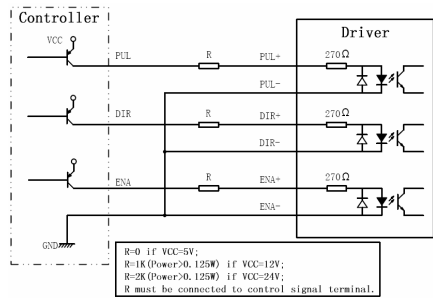 Controller
Driver
VCC
PUL
R
PUL+
270Ω
PUL-
DIR
R
DIR+
270Ω
DIR-
ENA
R
ENA+
270Ω
ENA-
GND
R=0 if VCC=5V;
R=1K(Power>0.125W) if VCC=12V;
R=2K(Power>0.125W) if VCC=24V;
R must be connected to control signal terminal.